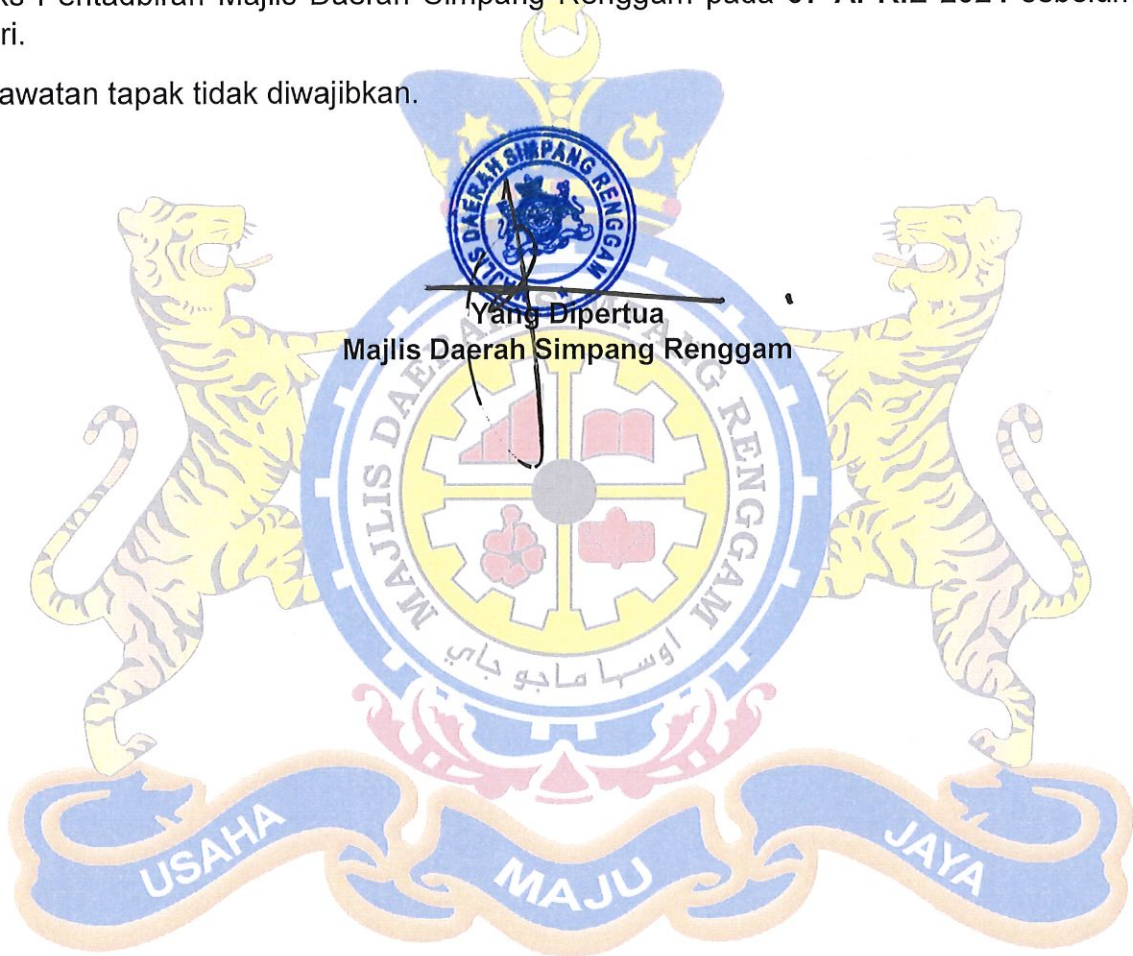 ks Pentadbiran Majlis Daerah Simpang Renggam pada
ri.
awatan tapak tidak diwajibkan.
MAJLIS DAERAH SIMPANG RENGGAM
Yang Dipertua
Majlis Daerah Simpang Renggam
MAJLIS DAERAH SIMPANG RENGGAM
اوسها ماجو جاي
USAHA MAJU JAYA